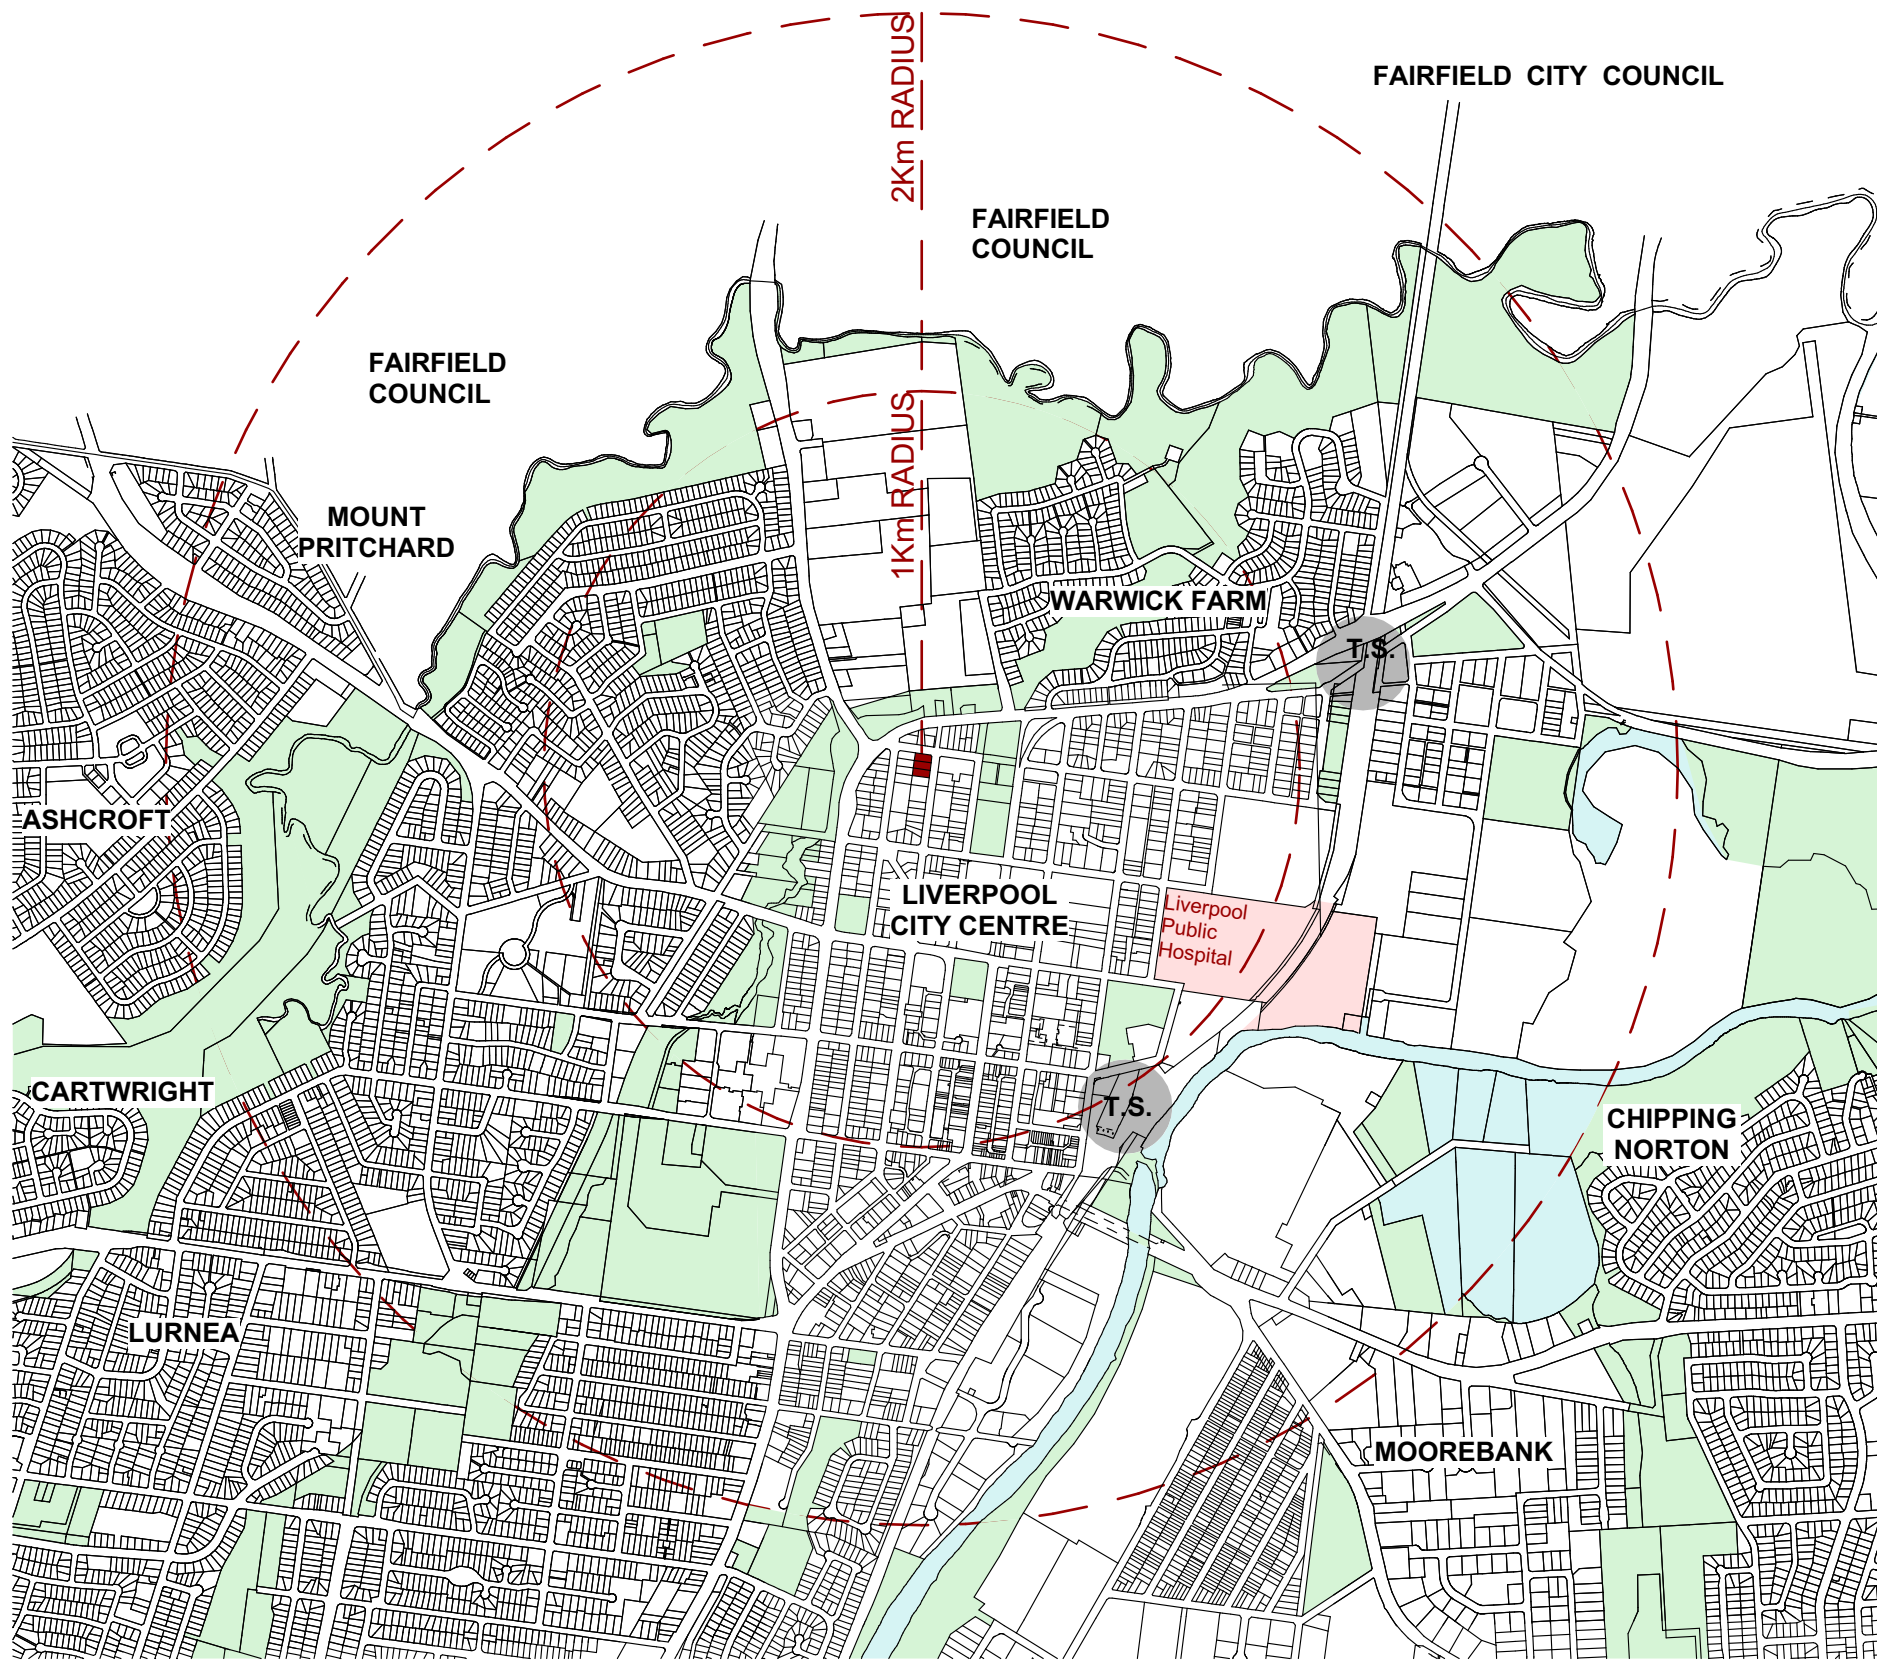 2Km RADIUS
FAIRFIELD CITY COUNCIL
FAIRFIELD
COUNCIL
FAIRFIELD
COUNCIL
1Km RADIUS
MOUNT
PRITCHARD
WARWICK FARM
T.S.
ASHCROFT
LIVERPOOL
CITY CENTRE
Liverpool
Public
Hospital
CARTWRIGHT
T.S.
CHIPPING
NORTON
LURNEA
MOOREBANK